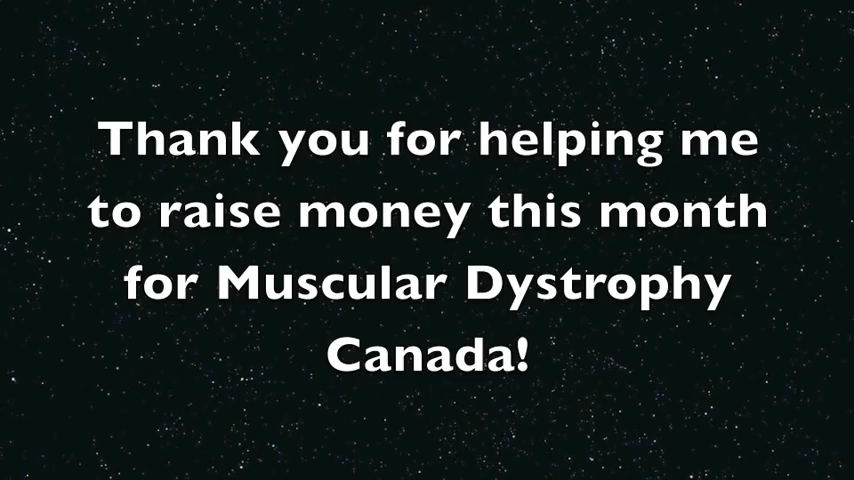 Thank you for helping me
to raise money this month
for Muscular Dystrophy
Canada!